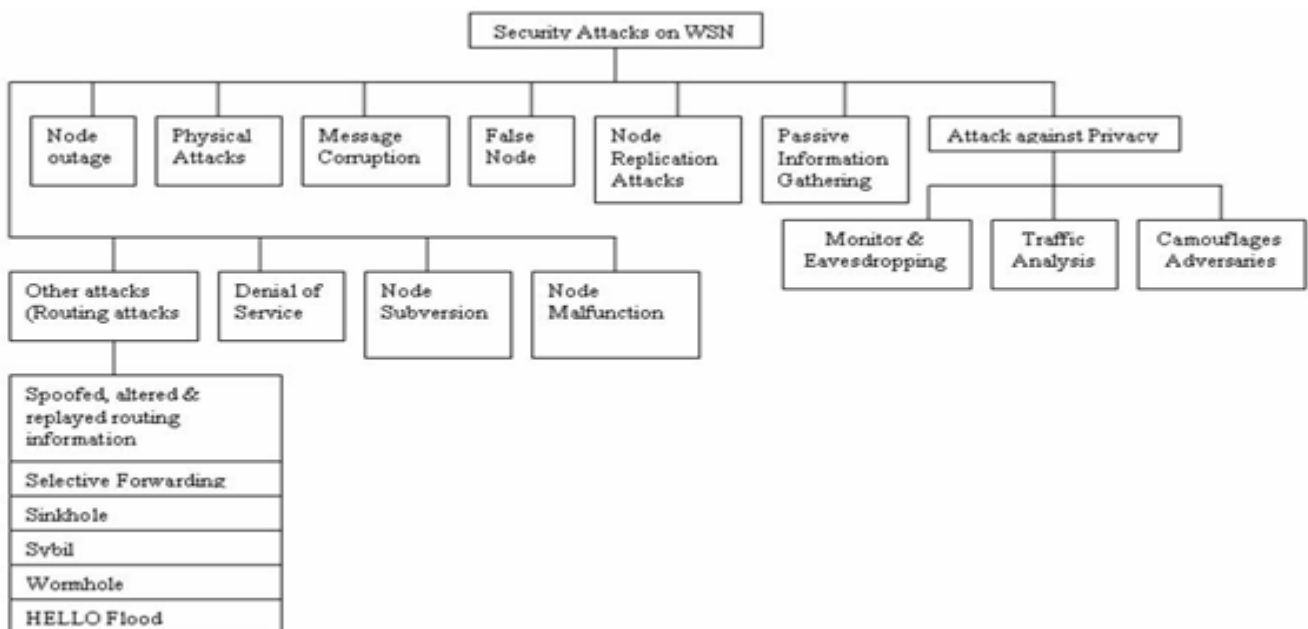 Security Attacks on WSN
Node
outage
Physical
Attacks
Message
Corruption
False
Node
Node
Replication
Attacks
Passive
Information
Gathering
Attack against Privacy
Monitor &
Eavesdropping
Traffic
Analysis
Camouflages
Adversaries
Other attacks
(Routing attacks
Denial of
Service
Node
Subversion
Node
Malfunction
Spoofed, altered &
replayed routing
information
Selective Forwarding
Sinkhole
Sybil
Wormhole
HELLO Flood